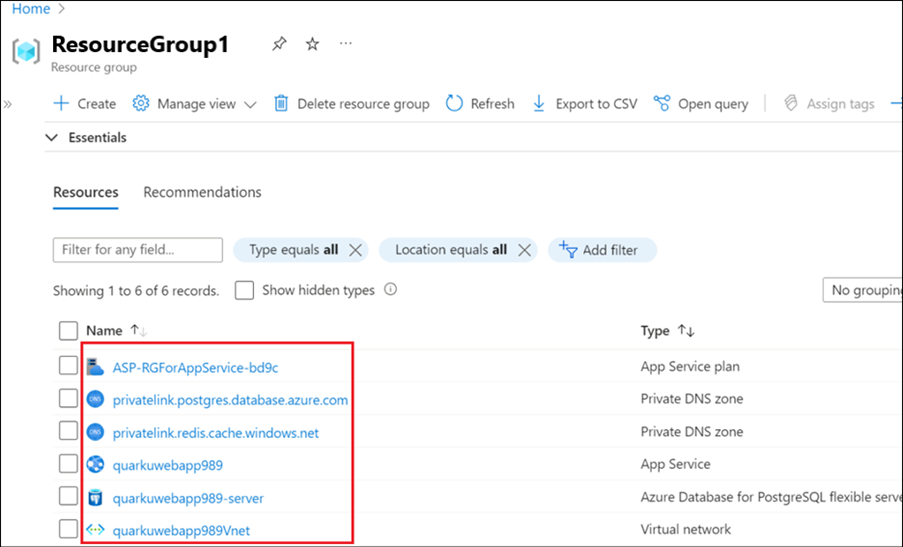 Home >
ResourceGroup1 ...
Resource group
» Create Manage view Delete resource group Refresh Export to CSV Open query Assign tags
Essentials
Resources Recommendations
Filter for any field... Type equals all Location equals all Add filter
Showing 1 to 6 of 6 records. Show hidden types No grouping
Name ↑↓ Type ↑↓
ASP-RGForAppService-bd9c App Service plan
DNS privatelink.postgres.database.azure.com Private DNS zone
DNS privatelink.redis.cache.windows.net Private DNS zone
quarkuwebapp989 App Service
quarkuwebapp989-server Azure Database for PostgreSQL flexible serve
quarkuwebapp989Vnet Virtual network